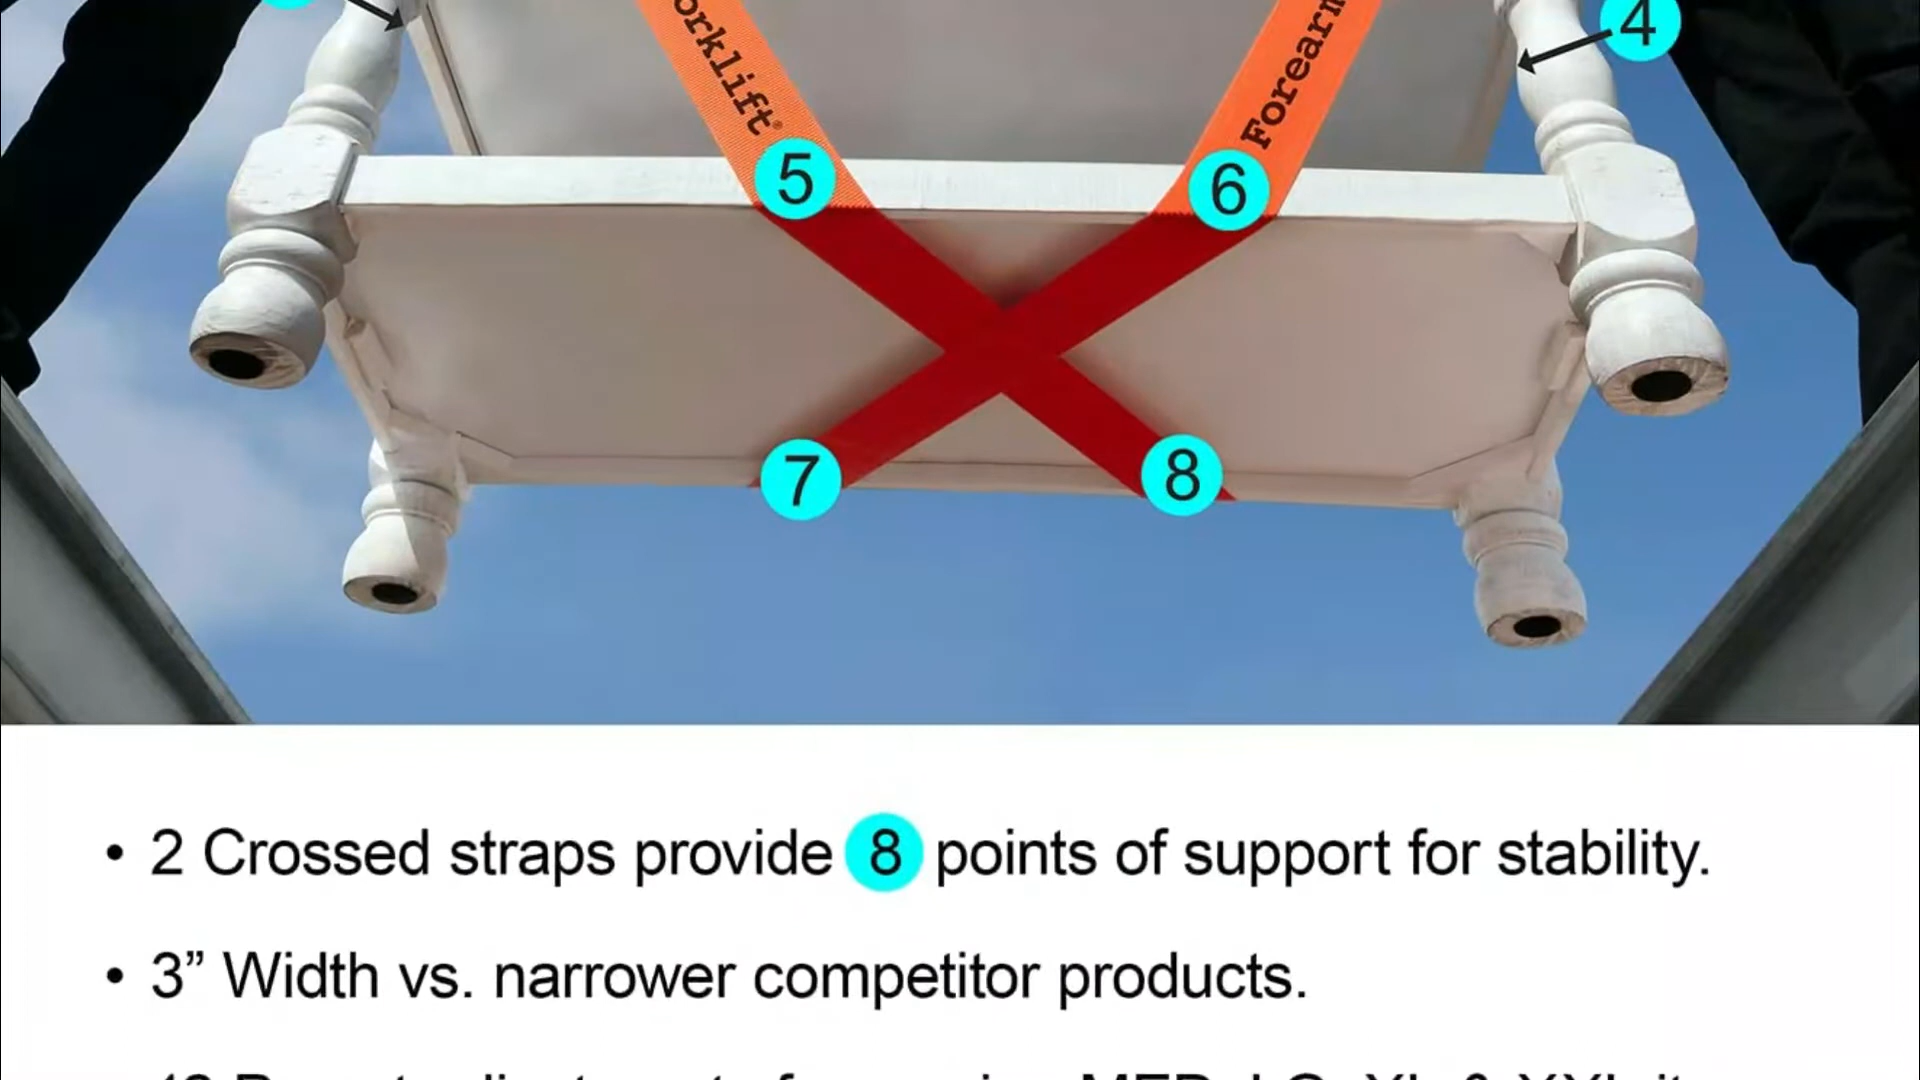 orklift®
Forearm
4
5
6
7
8
• 2 Crossed straps provide 8 points of support for stability.
• 3” Width vs. narrower competitor products.